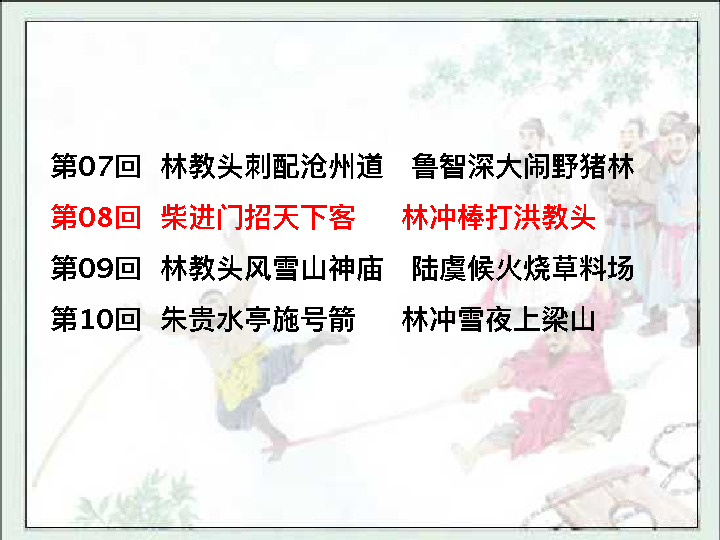 第07回 林教头刺配沧州道 鲁智深大闹野猪林
第08回 柴进门招天下客 林冲棒打洪教头
第09回 林教头风雪山神庙 陆虞候火烧草料场
第10回 朱贵水亭施号箭 林冲雪夜上梁山